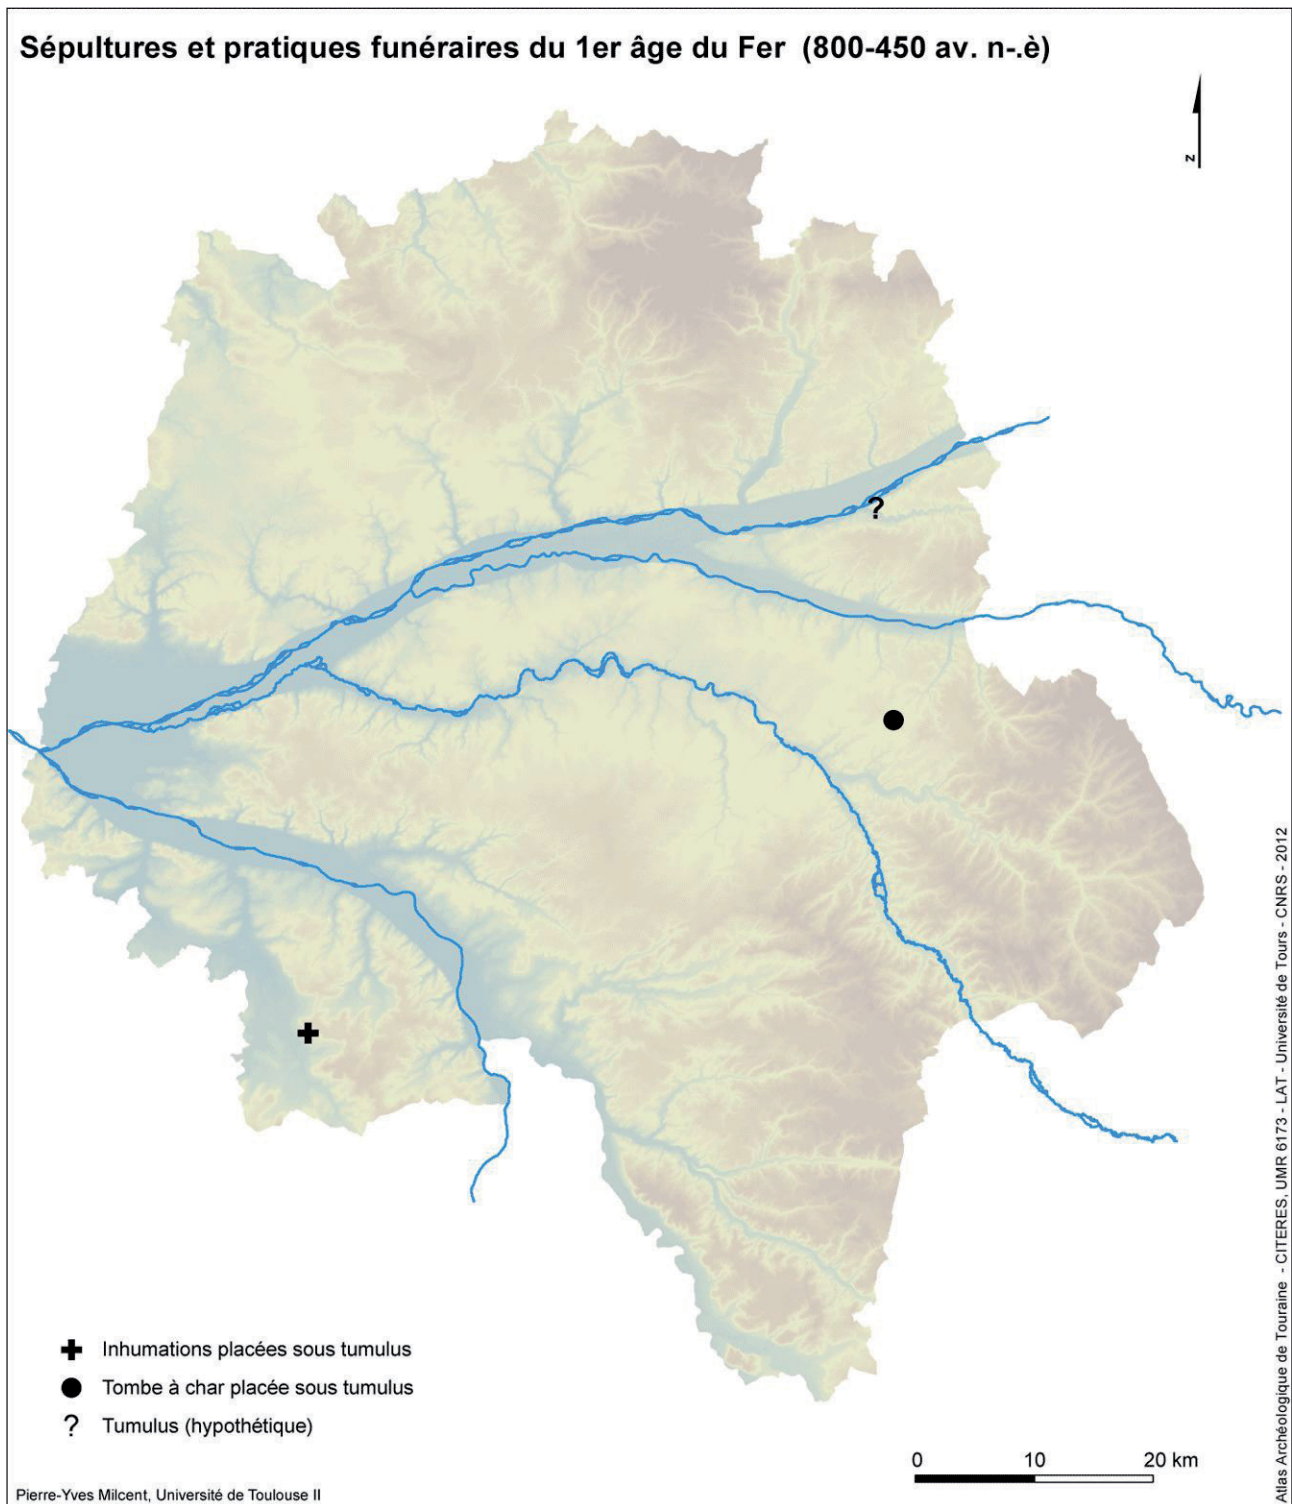 Sépultures et pratiques funéraires du 1er âge du Fer (800-450 av. n-.è)
z
?
Inhumations placées sous tumulus
Tombe à char placée sous tumulus
? Tumulus (hypothétique)
0 10 20 km
Pierre-Yves Milcent, Université de Toulouse II
Atlas Archéologique de Touraine - CITERES, UMR 6173 - LAT - Université de Tours - CNRS - 2012